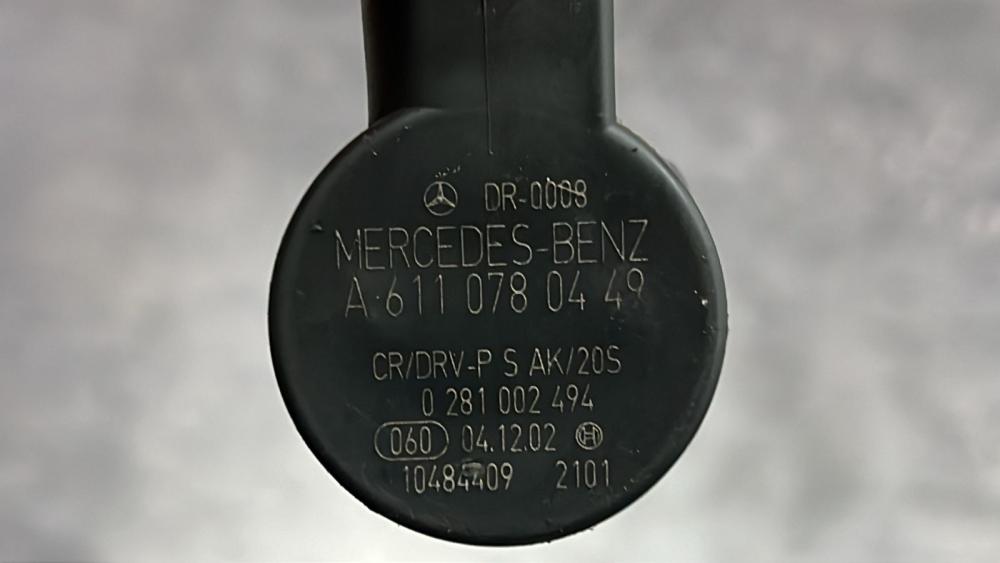 DR-0008
MERCEDES-BENZ
A 611 078 04 49
CR/DRV-P S AK/20S
0 281 002 494
060 04.12.02
10484409 2101